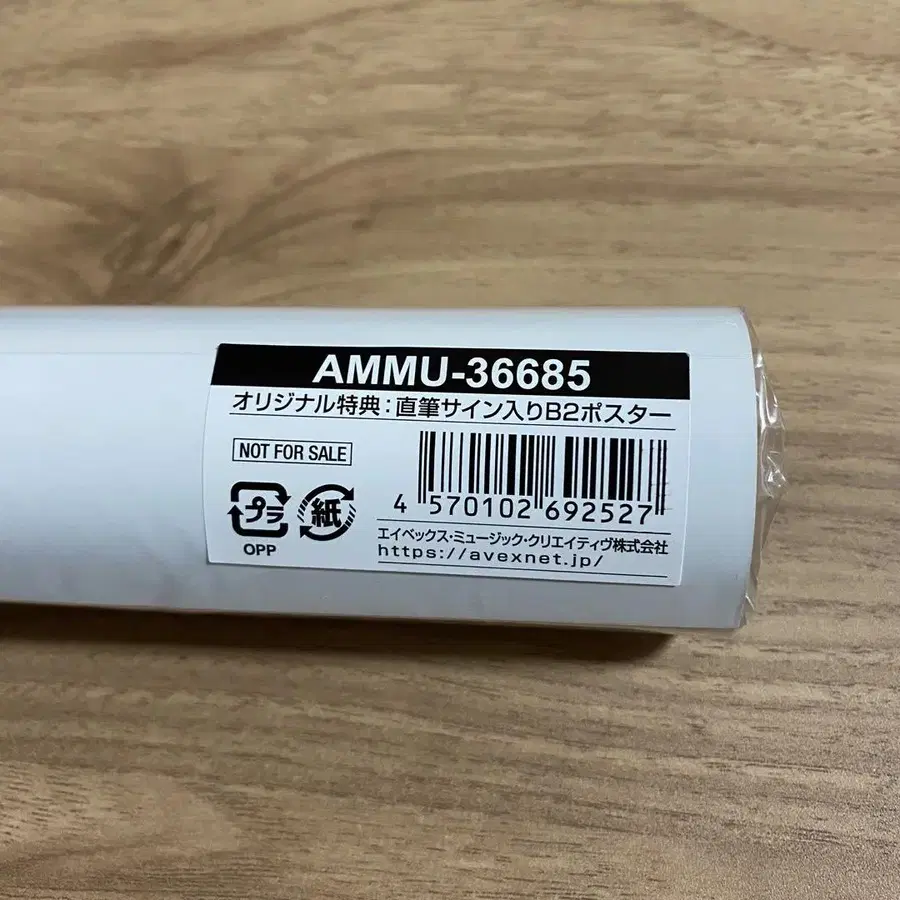 AMMU-36685
オリジナル特典：直筆サイン入りB2ポスター
NOT FOR SALE
4 570102 692527
プラ
紙
OPP
エイベックス・ミュージック・クリエイティヴ株式会社
https://avexnet.jp/